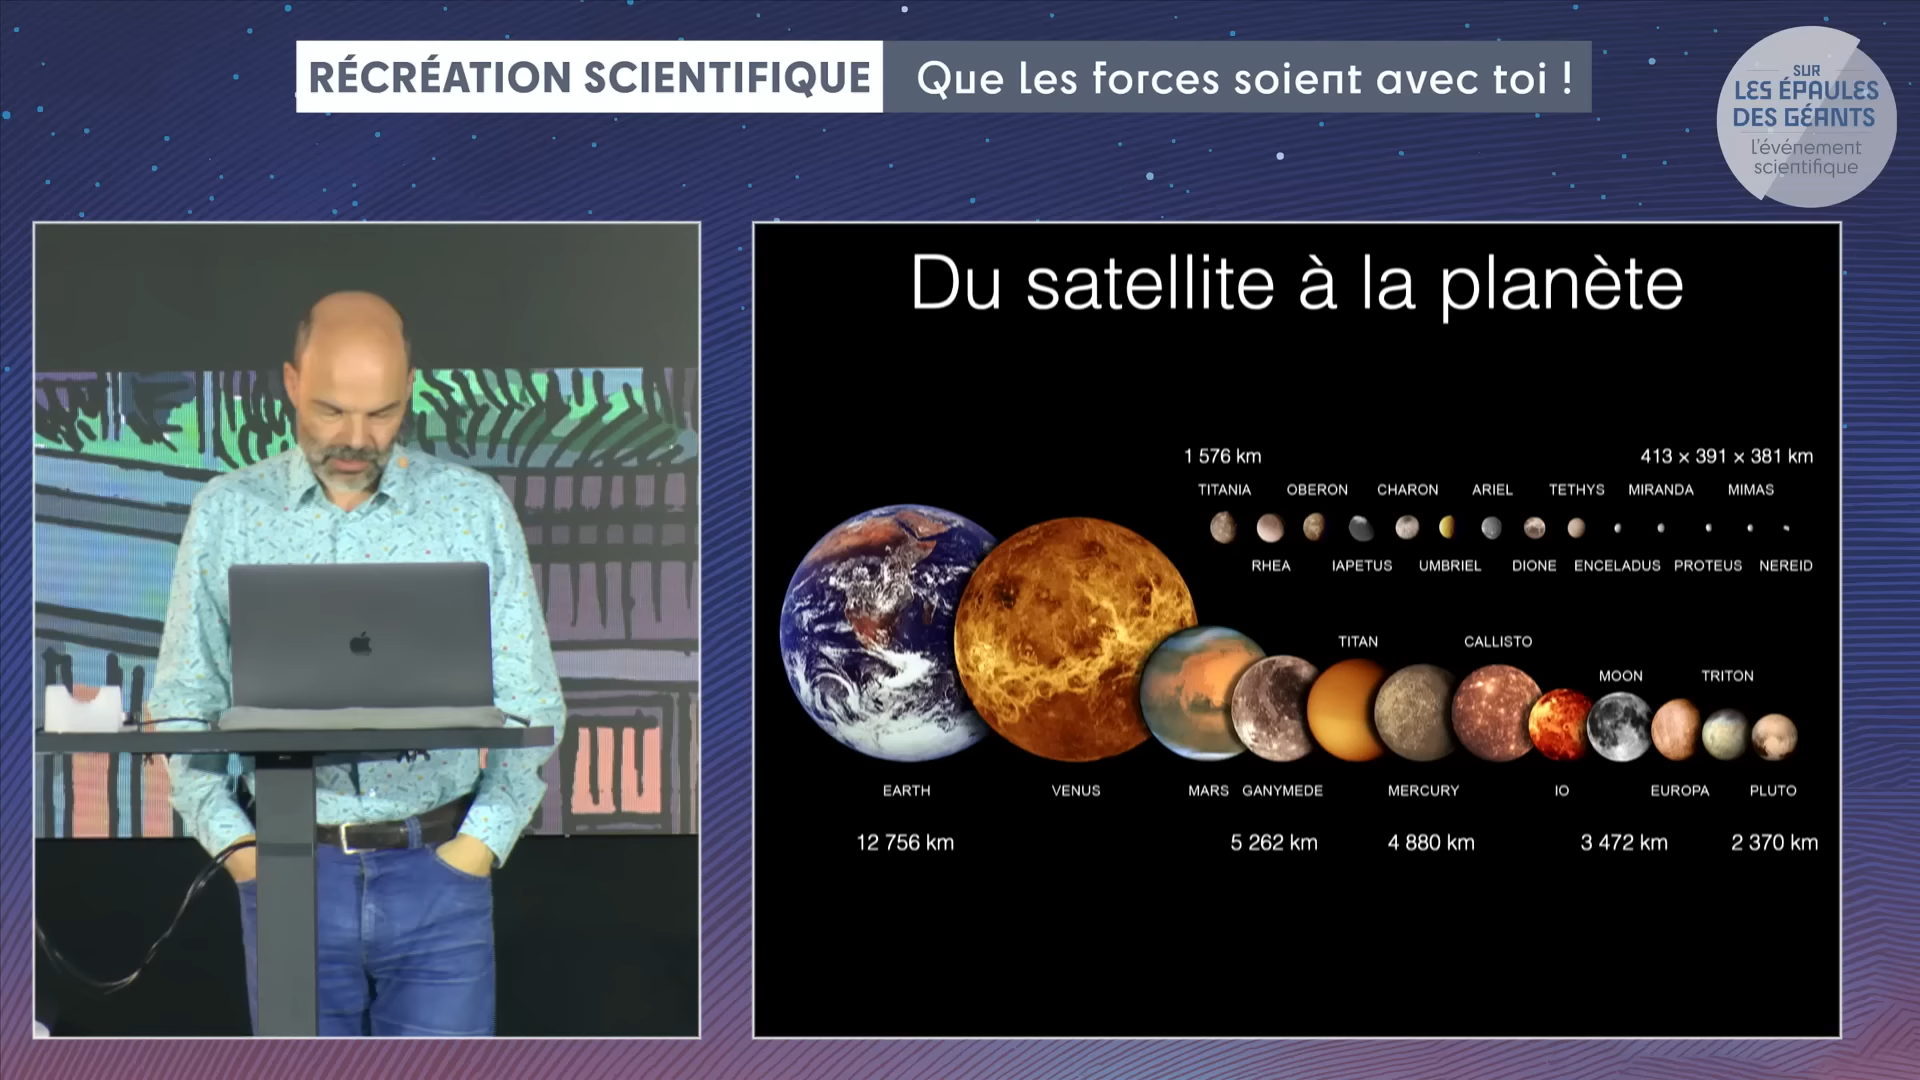 RÉCRÉATION SCIENTIFIQUE Que les forces soient avec toi !
SUR
LES ÉPAULES
DES GÉANTS
L'événement
scientifique
Du satellite à la planète
1 576 km 413 × 391 × 381 km
TITANIA OBERON CHARON ARIEL TETHYS MIRANDA MIMAS
RHEA IAPETUS UMBRIEL DIONE ENCELADUS PROTEUS NEREID
TITAN CALLISTO
MOON TRITON
EARTH VENUS MARS GANYMEDE MERCURY IO EUROPA PLUTO
12 756 km 5 262 km 4 880 km 3 472 km 2 370 km